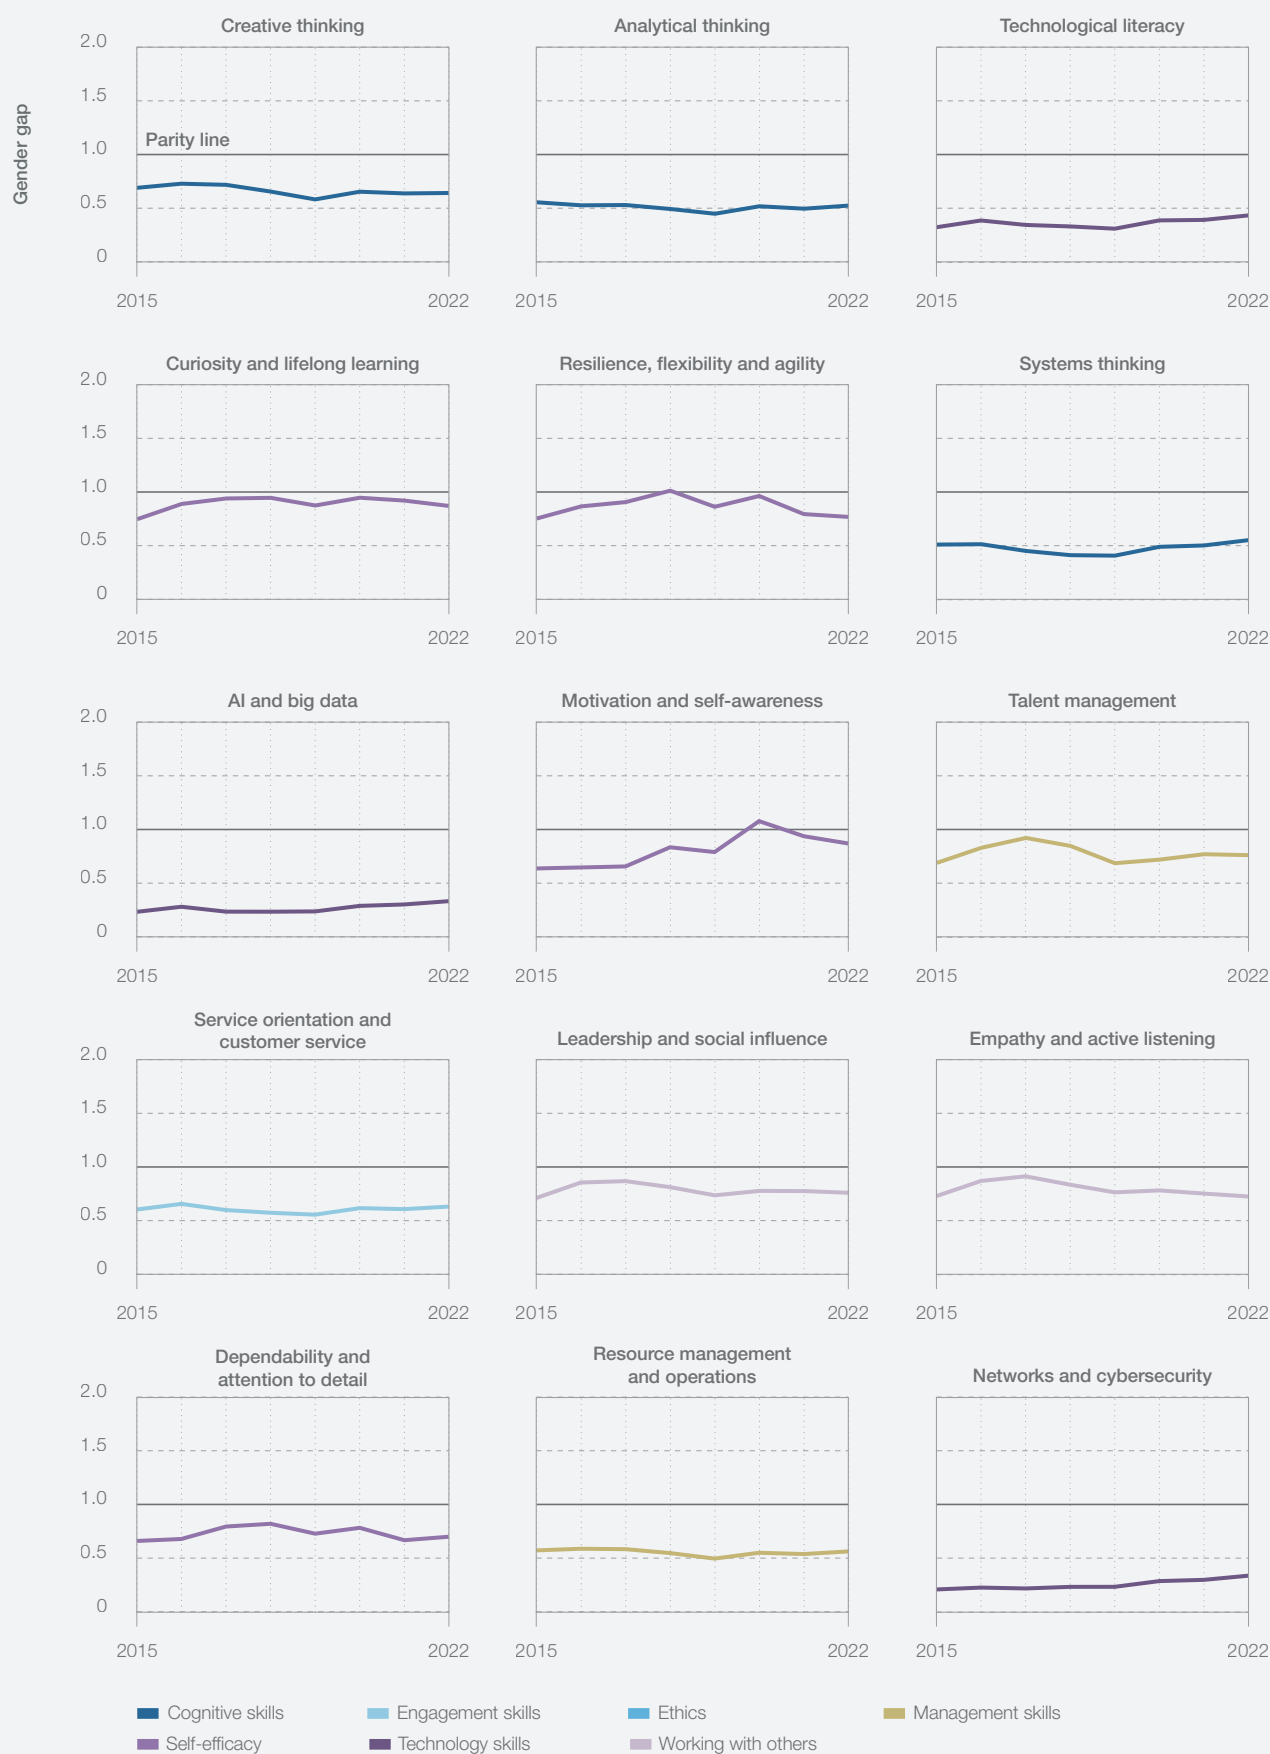 Creative thinking
Analytical thinking
Technological literacy
Gender gap
2.0
1.5
Parity line
1.0
0.5
0
2015
2022
2015
2022
2015
2022
Curiosity and lifelong learning
Resilience, flexibility and agility
Systems thinking
2.0
1.5
1.0
0.5
0
2015
2022
2015
2022
2015
2022
AI and big data
Motivation and self-awareness
Talent management
2.0
1.5
1.0
0.5
0
2015
2022
2015
2022
2015
2022
Service orientation and
customer service
Leadership and social influence
Empathy and active listening
2.0
1.5
1.0
0.5
0
2015
2022
2015
2022
2015
2022
Dependability and
attention to detail
Resource management
and operations
Networks and cybersecurity
2.0
1.5
1.0
0.5
0
2015
2022
2015
2022
2015
2022
Cognitive skills
Engagement skills
Ethics
Management skills
Self-efficacy
Technology skills
Working with others